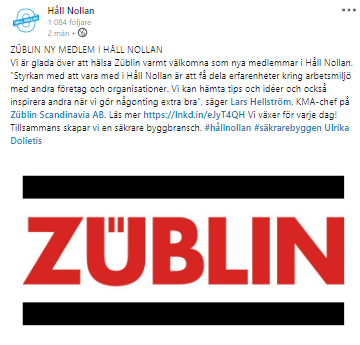 Håll Nollan
1 084 följare
2 mån •
ZÜBLIN NY MEDLEM I HÅLL NOLLAN
Vi är glada över att hälsa Züblin varmt välkomna som nya medlemmar i Håll Nollan.
"Styrkan med att vara med i Håll Nollan är att få dela erfarenheter kring arbetsmiljö
med andra företag och organisationer. Vi kan hämta tips och idéer och också
inspirera andra när vi gör någonting extra bra", säger Lars Hellström, KMA-chef på
Züblin Scandinavia AB. Läs mer https://lnkd.in/eJyT4QH Vi växer för varje dag!
Tillsammans skapar vi en säkrare byggbransch. #hållnollan #säkrarebyggen Ulrika
Dolietis
ZÜBLIN